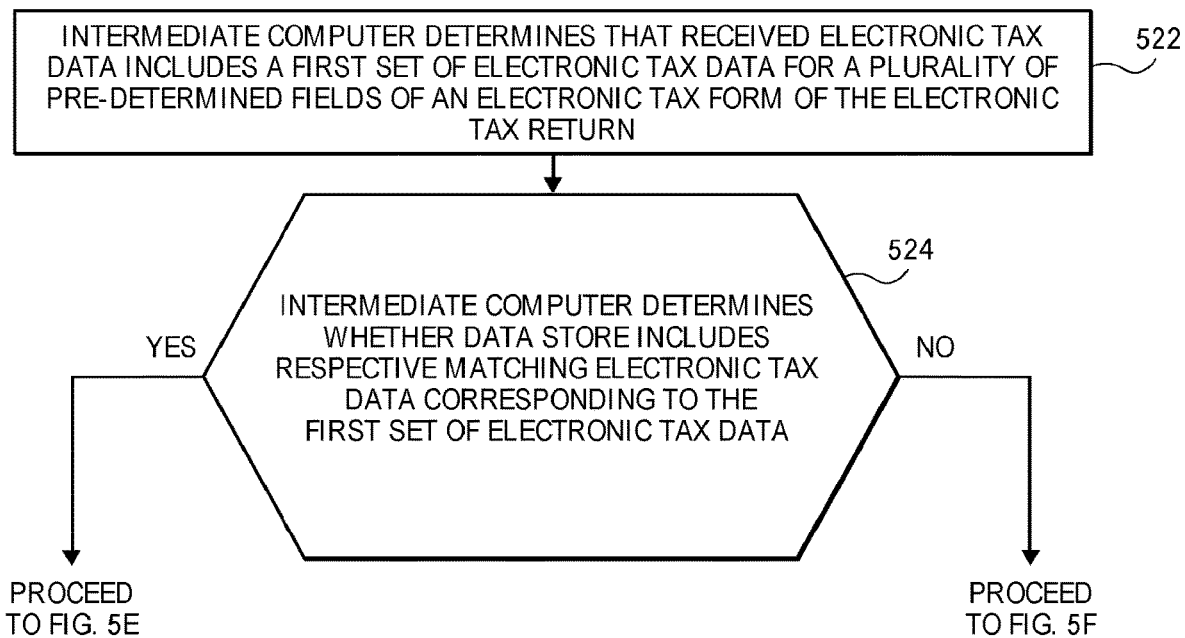 INTERMEDIATE COMPUTER DETERMINES THAT RECEIVED ELECTRONIC TAX
DATA INCLUDES A FIRST SET OF ELECTRONIC TAX DATA FOR A PLURALITY OF
PRE-DETERMINED FIELDS OF AN ELECTRONIC TAX FORM OF THE ELECTRONIC
TAX RETURN
522
524
INTERMEDIATE COMPUTER DETERMINES
WHETHER DATA STORE INCLUDES
RESPECTIVE MATCHING ELECTRONIC TAX
DATA CORRESPONDING TO THE
FIRST SET OF ELECTRONIC TAX DATA
YES
NO
PROCEED
TO FIG. 5E
PROCEED
TO FIG. 5F